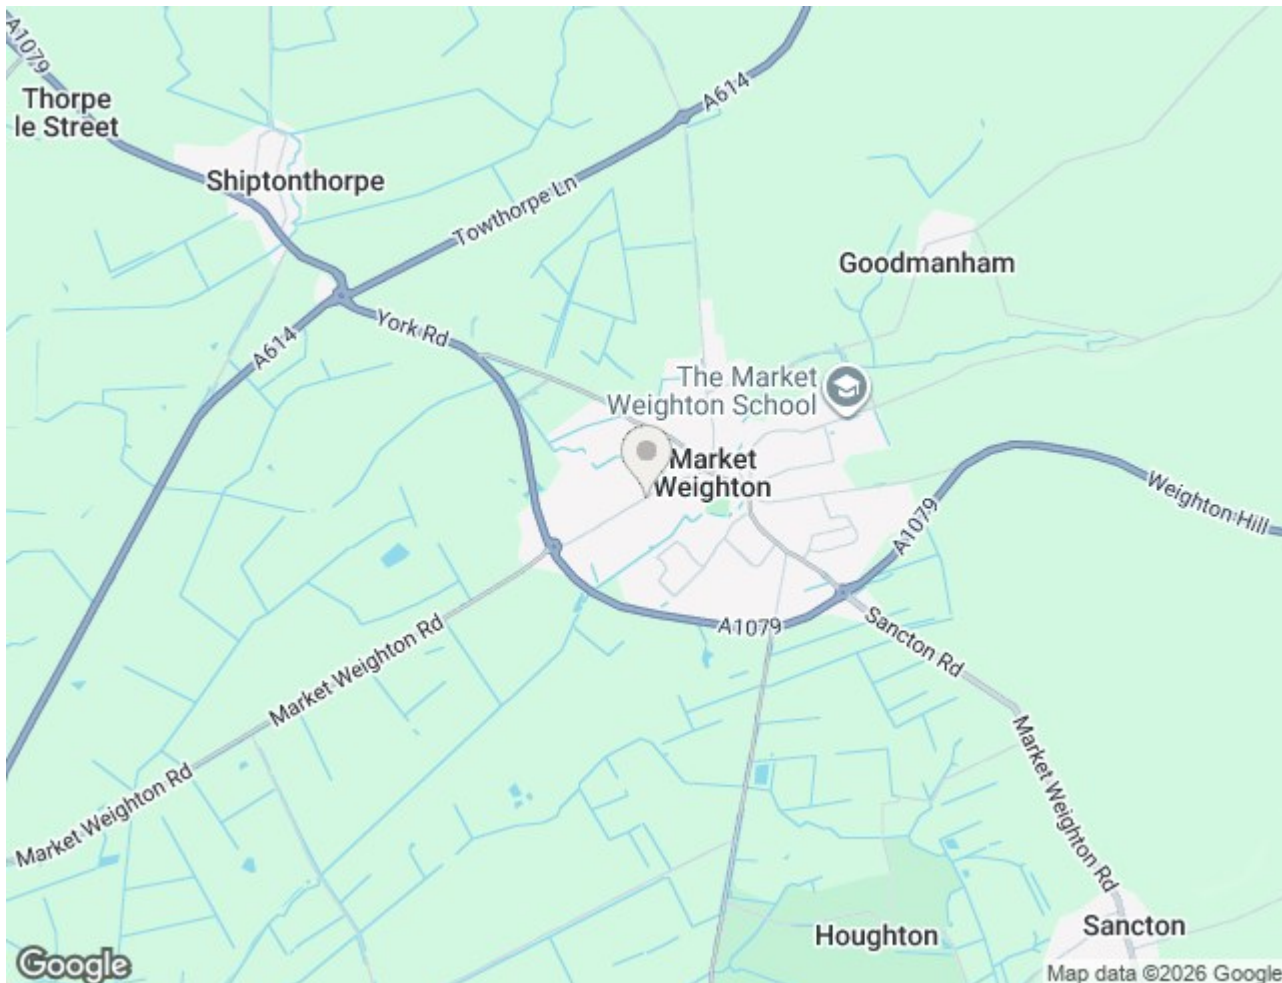 A1079
Thorpe
le Street
A614
Shiptonthorpe
Towthorpe Ln
Goodmanham
York Rd
A614
The Market
Weighton School
Market
Weighton
Weighton Hill
A1079
A1079
Sancton Rd
Market Weighton Rd
Market Weighton Rd
Market Weighton Rd
Houghton
Sancton
Google
Map data ©2026 Google